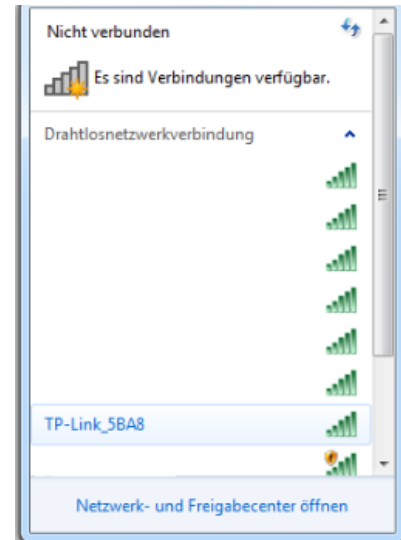 Nicht verbunden
Es sind Verbindungen verfügbar.
Drahtlosnetzwerkverbindung
TP-Link_5BA8
Netzwerk- und Freigabecenter öffnen